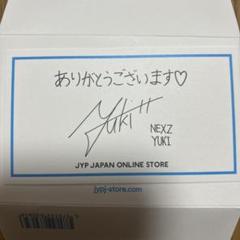 ありがとうございます♡
Yuki
NEXZ
YUKI
JYP JAPAN ONLINE STORE
jypj-store.com